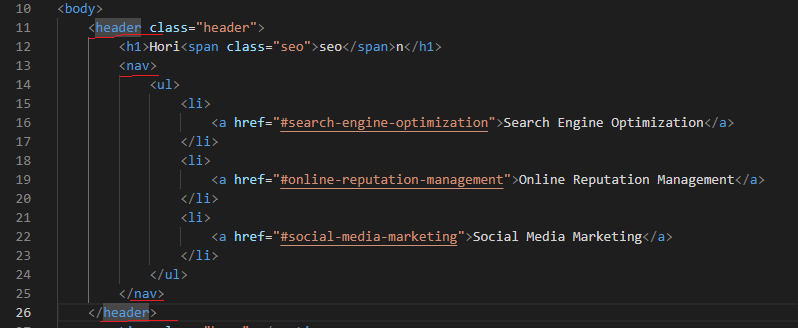 10 <body>
11 <header class="header">
12 <h1>Hori<span class="seo">seo</span>n</h1>
13 <nav>
14 <ul>
15 <li>
16 <a href="#search-engine-optimization">Search Engine Optimization</a>
17 </li>
18 <li>
19 <a href="#online-reputation-management">Online Reputation Management</a>
20 </li>
21 <li>
22 <a href="#social-media-marketing">Social Media Marketing</a>
23 </li>
24 </ul>
25 </nav>
26 </header>